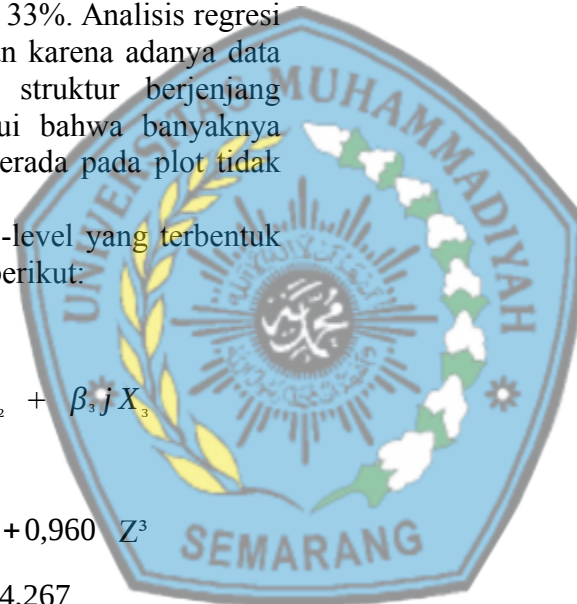 33%. Analisis regresi
n karena adanya data
struktur berjenjang
ui bahwa banyaknya
erada pada plot tidak
-level yang terbentuk
erikut:
₂ + β₃ j X₃
+0,960 Z³
4,267
UNIVERSITAS MUHAMMADIYAH
SEMARANG